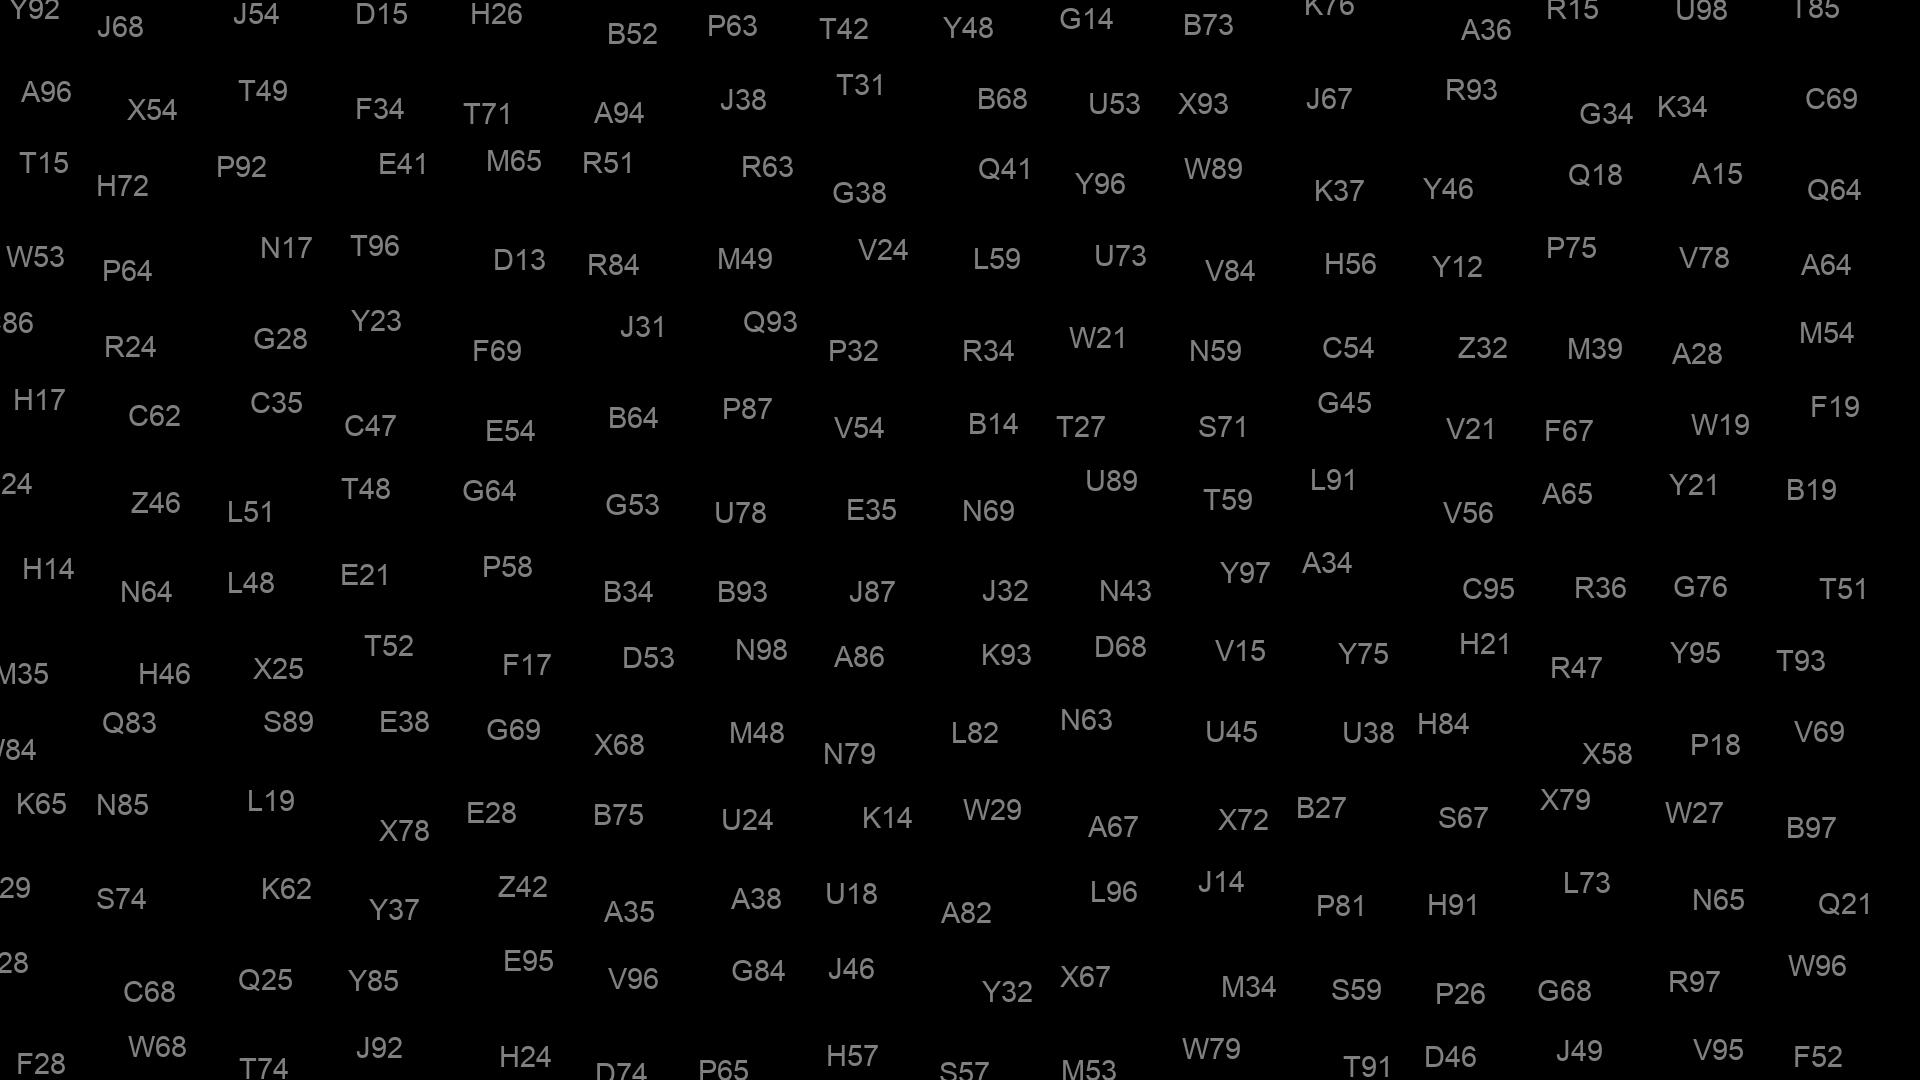 Y92 J68 J54 D15 H26 B52 P63 T42 Y48 G14 B73 K76 A36 R15 U98 T85
A96 X54 T49 F34 T71 A94 J38 T31 B68 U53 X93 J67 R93 G34 K34 C69
T15 H72 P92 E41 M65 R51 R63 G38 Q41 Y96 W89 K37 Y46 Q18 A15 Q64
W53 P64 N17 T96 D13 R84 M49 V24 L59 U73 V84 H56 Y12 P75 V78 A64
86 R24 G28 Y23 F69 J31 Q93 P32 R34 W21 N59 C54 Z32 M39 A28 M54
H17 C62 C35 C47 E54 B64 P87 V54 B14 T27 S71 G45 V21 F67 W19 F19
24 Z46 L51 T48 G64 G53 U78 E35 N69 U89 T59 L91 V56 A65 Y21 B19
H14 N64 L48 E21 P58 B34 B93 J87 J32 N43 Y97 A34 C95 R36 G76 T51
M35 H46 X25 T52 F17 D53 N98 A86 K93 D68 V15 Y75 H21 R47 Y95 T93
84 Q83 S89 E38 G69 X68 M48 N79 L82 N63 U45 U38 H84 X58 P18 V69
K65 N85 L19 X78 E28 B75 U24 K14 W29 A67 X72 B27 S67 X79 W27 B97
29 S74 K62 Y37 Z42 A35 A38 U18 A82 L96 J14 P81 H91 L73 N65 Q21
28 C68 Q25 Y85 E95 V96 G84 J46 Y32 X67 M34 S59 P26 G68 R97 W96
F28 W68 T74 J92 H24 D74 P65 H57 S57 M53 W79 T91 D46 J49 V95 F52